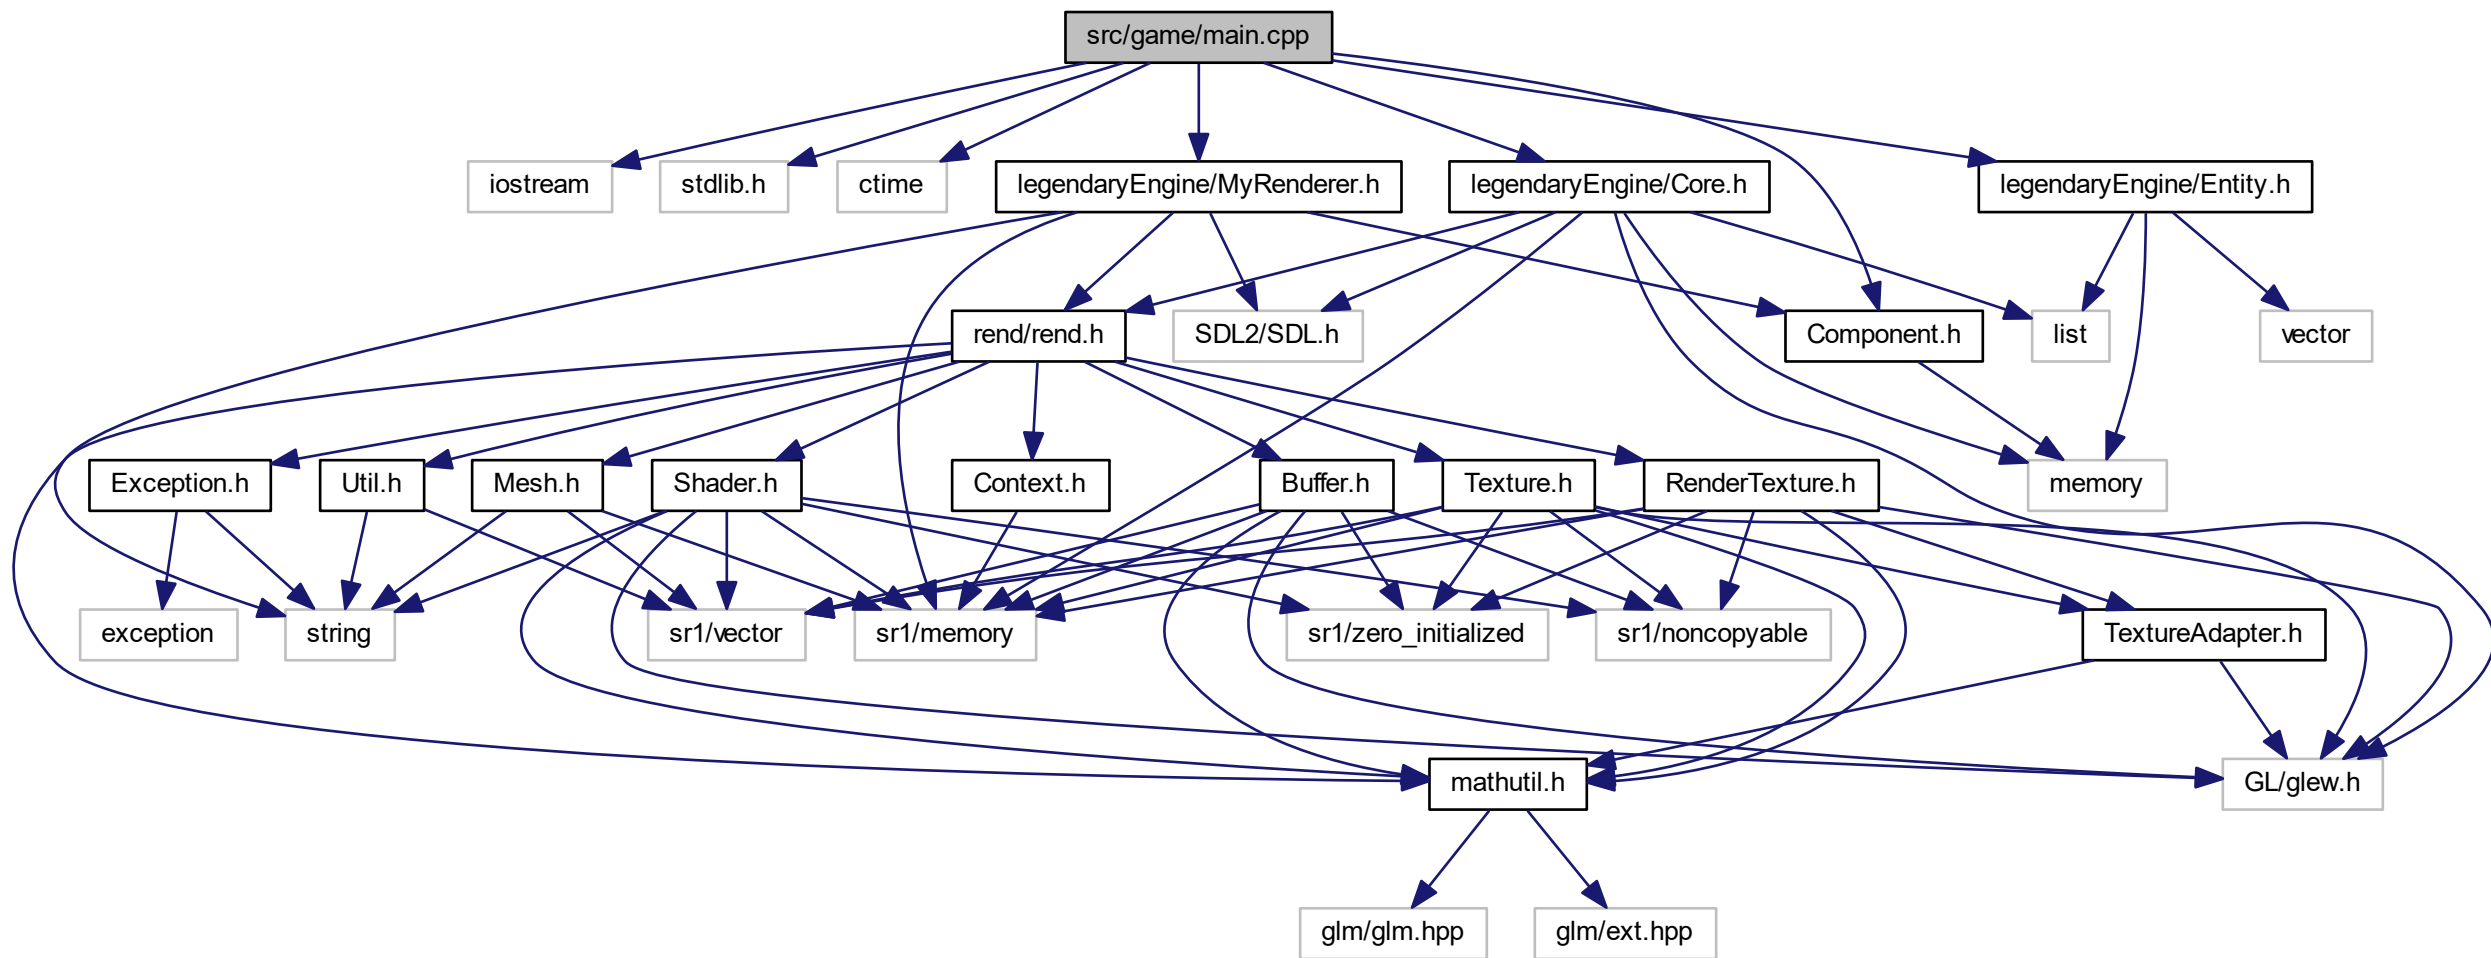 src/game/main.cpp
iostream
stdlib.h
ctime
legendaryEngine/MyRenderer.h
legendaryEngine/Core.h
legendaryEngine/Entity.h
rend/rend.h
SDL2/SDL.h
Component.h
list
vector
Exception.h
Util.h
Mesh.h
Shader.h
Context.h
Buffer.h
Texture.h
RenderTexture.h
memory
exception
string
sr1/vector
sr1/memory
sr1/zero_initialized
sr1/noncopyable
TextureAdapter.h
mathutil.h
GL/glew.h
glm/glm.hpp
glm/ext.hpp